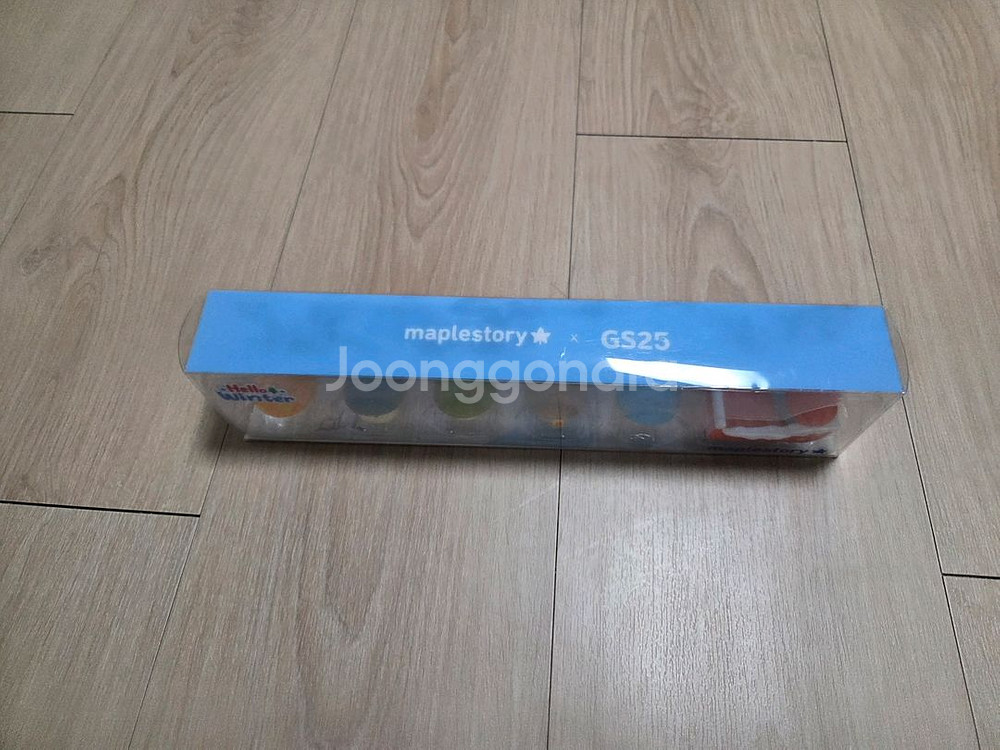 maplestory x GS25
Joonggonara
Hello
Winter
maplestory